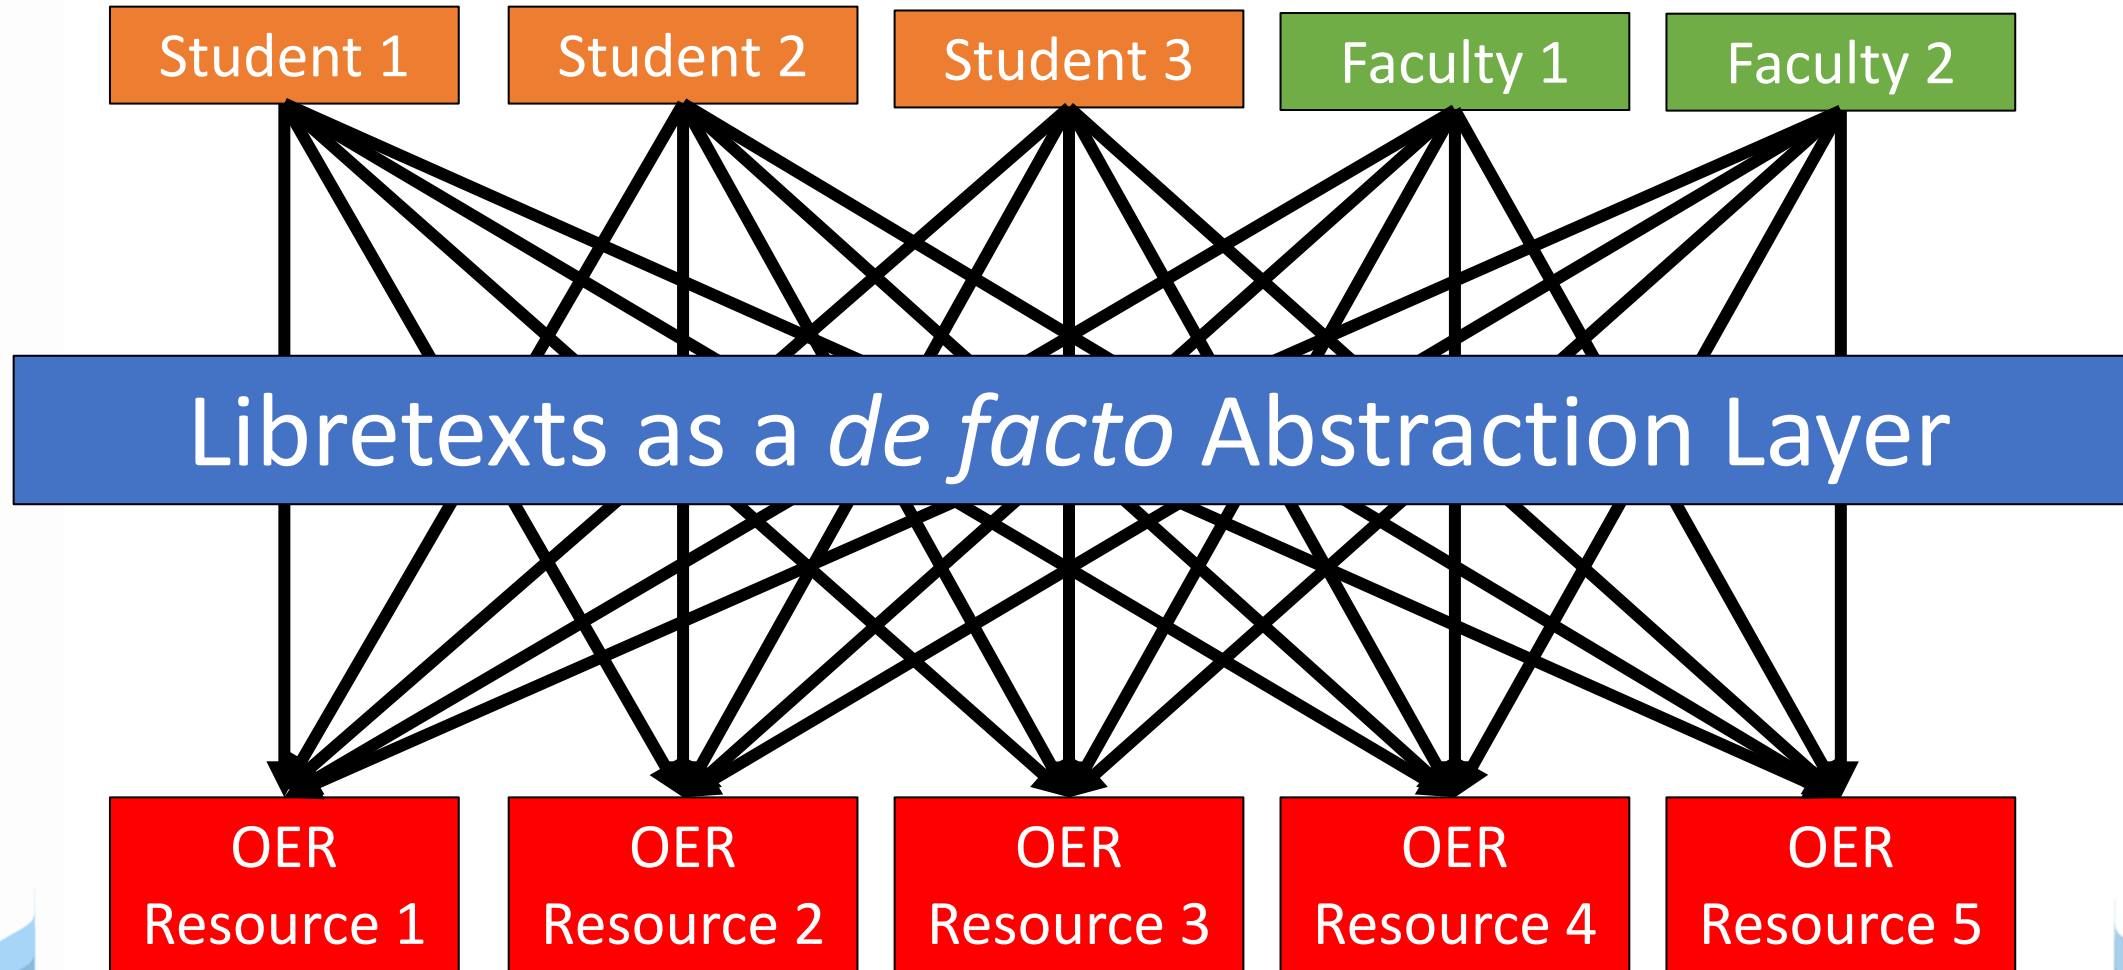 Student 1
Student 2
Student 3
Faculty 1
Faculty 2
Libretexts as a de facto Abstraction Layer
OER
Resource 1
OER
Resource 2
OER
Resource 3
OER
Resource 4
OER
Resource 5